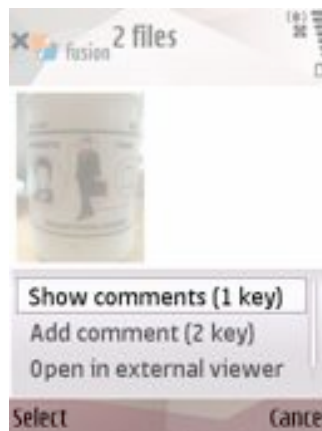 fusion 2 files
Show comments (1 key)
Add comment (2 key)
Open in external viewer
Select Cance